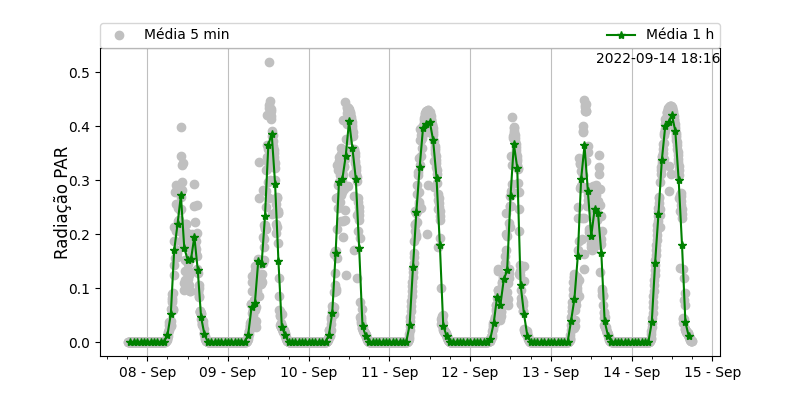 Média 5 min
Média 1 h
2022-09-14 18:16
Radiação PAR
0.5
0.4
0.3
0.2
0.1
0.0
08 - Sep
09 - Sep
10 - Sep
11 - Sep
12 - Sep
13 - Sep
14 - Sep
15 - Sep